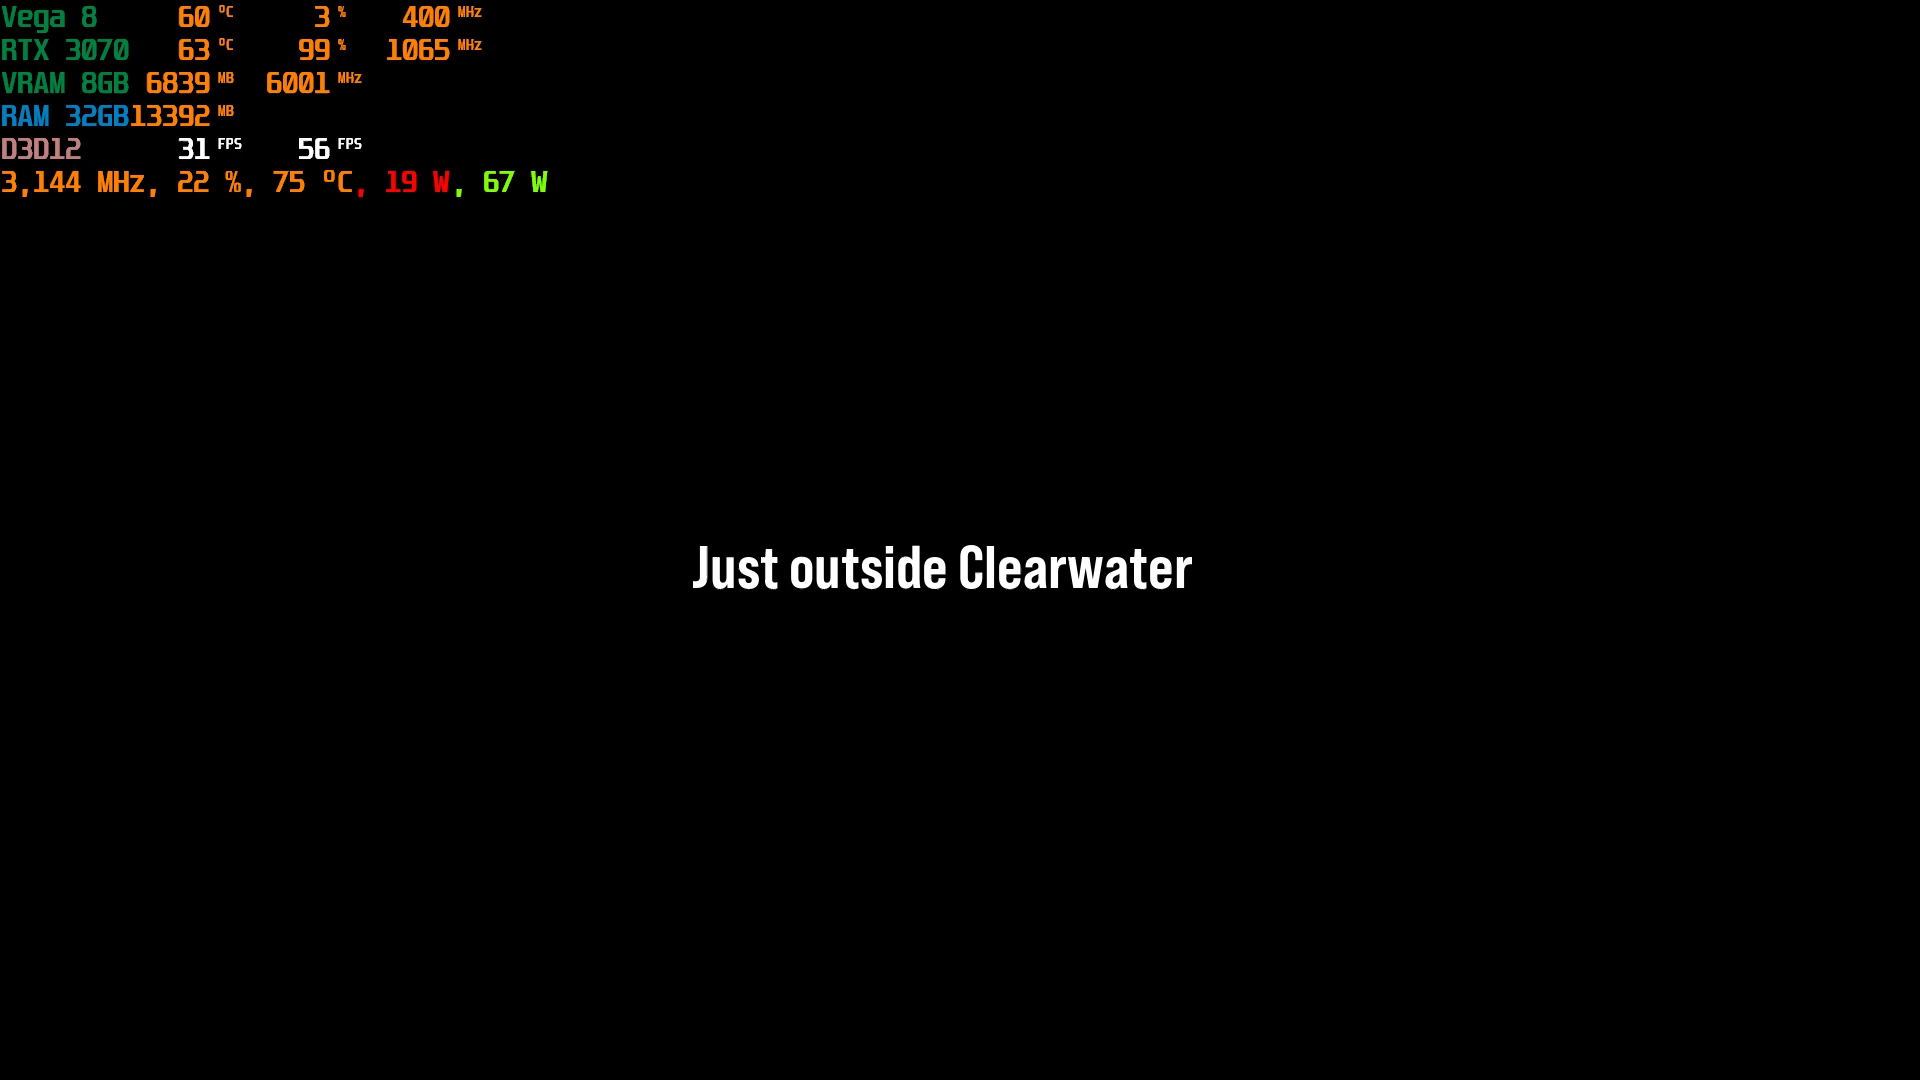 Vega 8 60 °C 3 % 400 MHz
RTX 3070 63 °C 99 % 1065 MHz
VRAM 8GB 6839 MB 6001 MHz
RAM 32GB 13392 MB
D3D12 31 FPS 56 FPS
3,144 MHz, 22 %, 75 °C, 19 W, 67 W
Just outside Clearwater